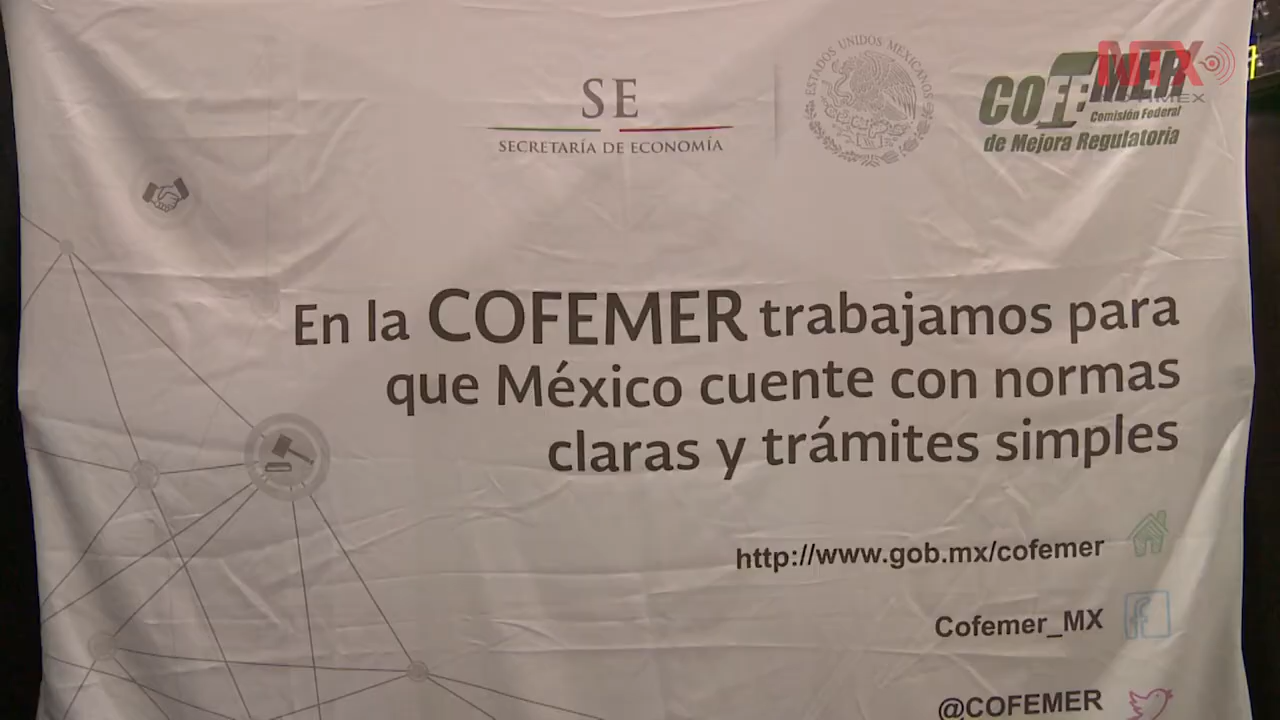 SE
SECRETARÍA DE ECONOMÍA
ESTADOS UNIDOS MEXICANOS
COFEMER
Comisión Federal
de Mejora Regulatoria
NTX
En la COFEMER trabajamos para
que México cuente con normas
claras y trámites simples
http://www.gob.mx/cofemer
Cofemer_MX
@COFEMER